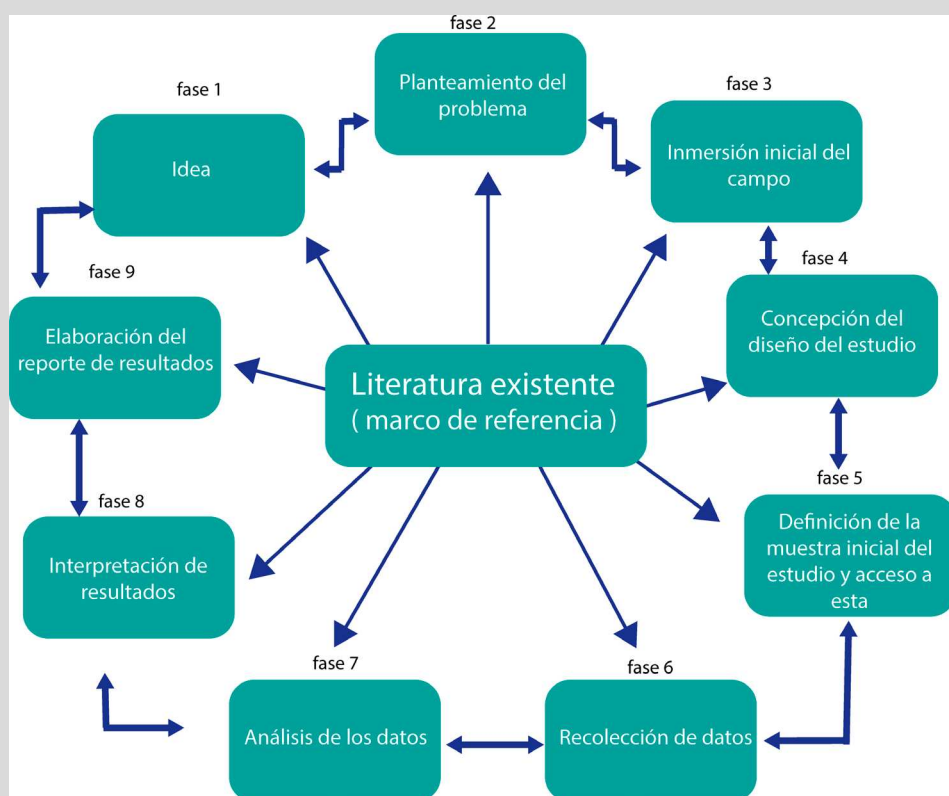 fase 1
Idea
fase 2
Planteamiento del
problema
fase 3
Inmersión inicial del
campo
fase 4
Concepción del
diseño del estudio
fase 5
Definición de la
muestra inicial del
estudio y acceso a
esta
fase 6
Recolección de datos
fase 7
Análisis de los datos
fase 8
Interpretación de
resultados
fase 9
Elaboración del
reporte de resultados
Literatura existente
( marco de referencia )